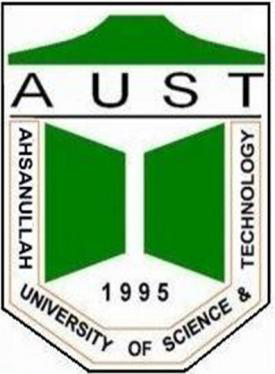 AUST
AHSANULLAH UNIVERSITY OF SCIENCE & TECHNOLOGY
1995